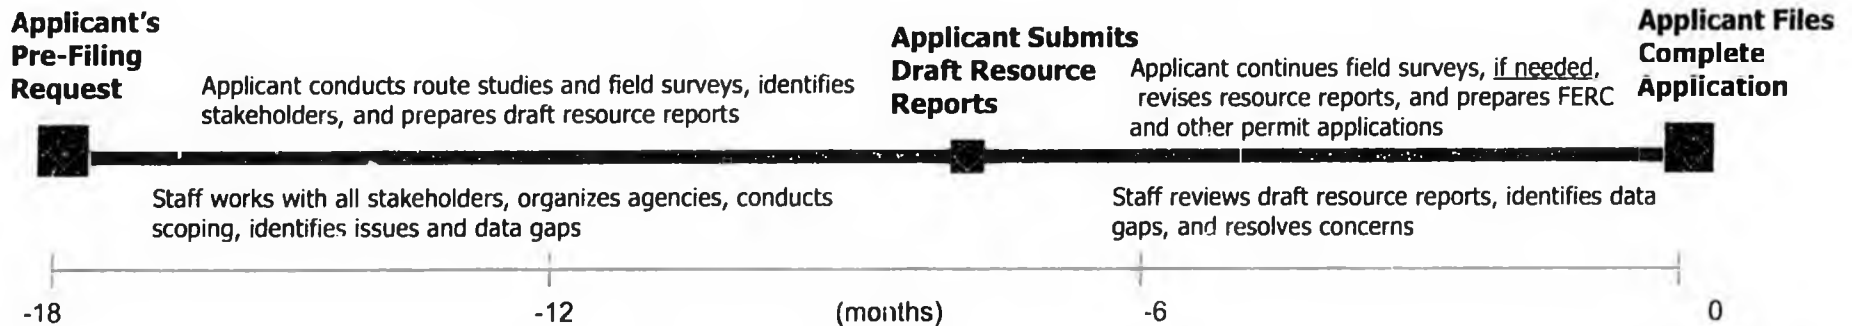 Applicant's
Pre-Filing
Request
Applicant conducts route studies and field surveys, identifies
stakeholders, and prepares draft resource reports
Applicant Submits
Draft Resource
Reports
Applicant continues field surveys, if needed,
revises resource reports, and prepares FERC
and other permit applications
Applicant Files
Complete
Application
Staff works with all stakeholders, organizes agencies, conducts
scoping, identifies issues and data gaps
Staff reviews draft resource reports, identifies data
gaps, and resolves concerns
-18
-12
(months)
-6
0